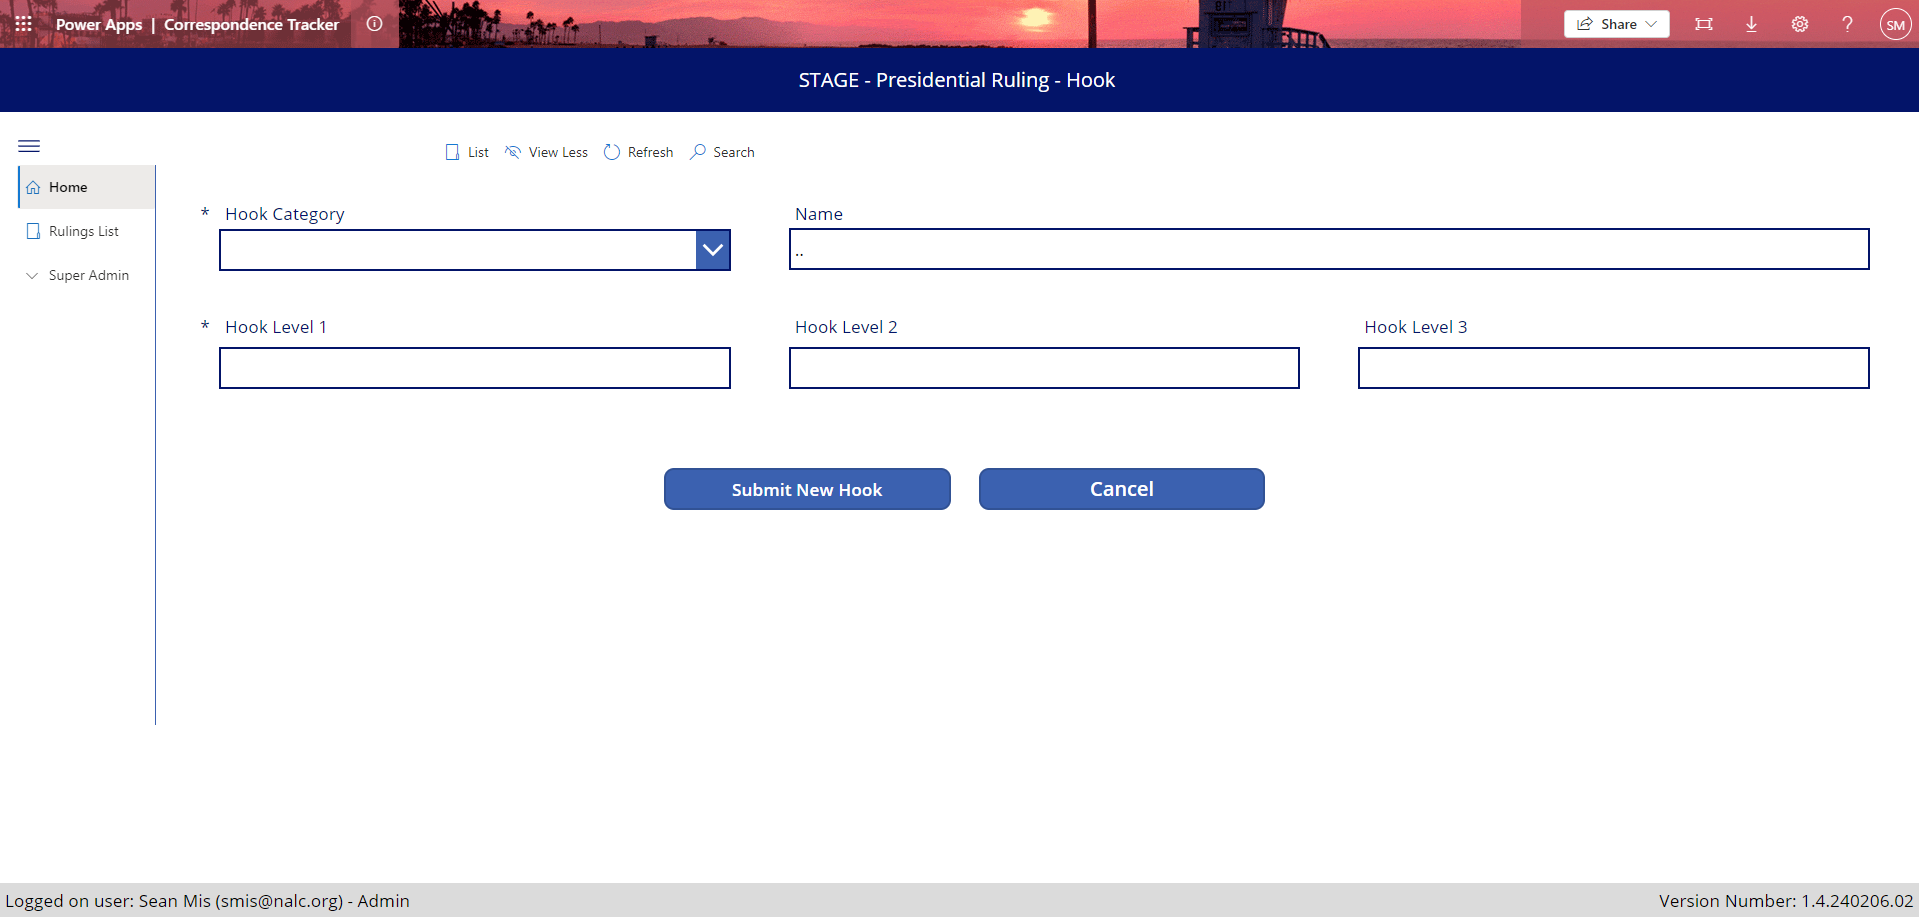 Power Apps | Correspondence Tracker
Share
?
SM
STAGE - Presidential Ruling - Hook
List View Less Refresh Search
Home
Rulings List
Super Admin
* Hook Category Name
..
* Hook Level 1 Hook Level 2 Hook Level 3
Submit New Hook Cancel
Logged on user: Sean Mis (smis@nalc.org) - Admin Version Number: 1.4.240206.02